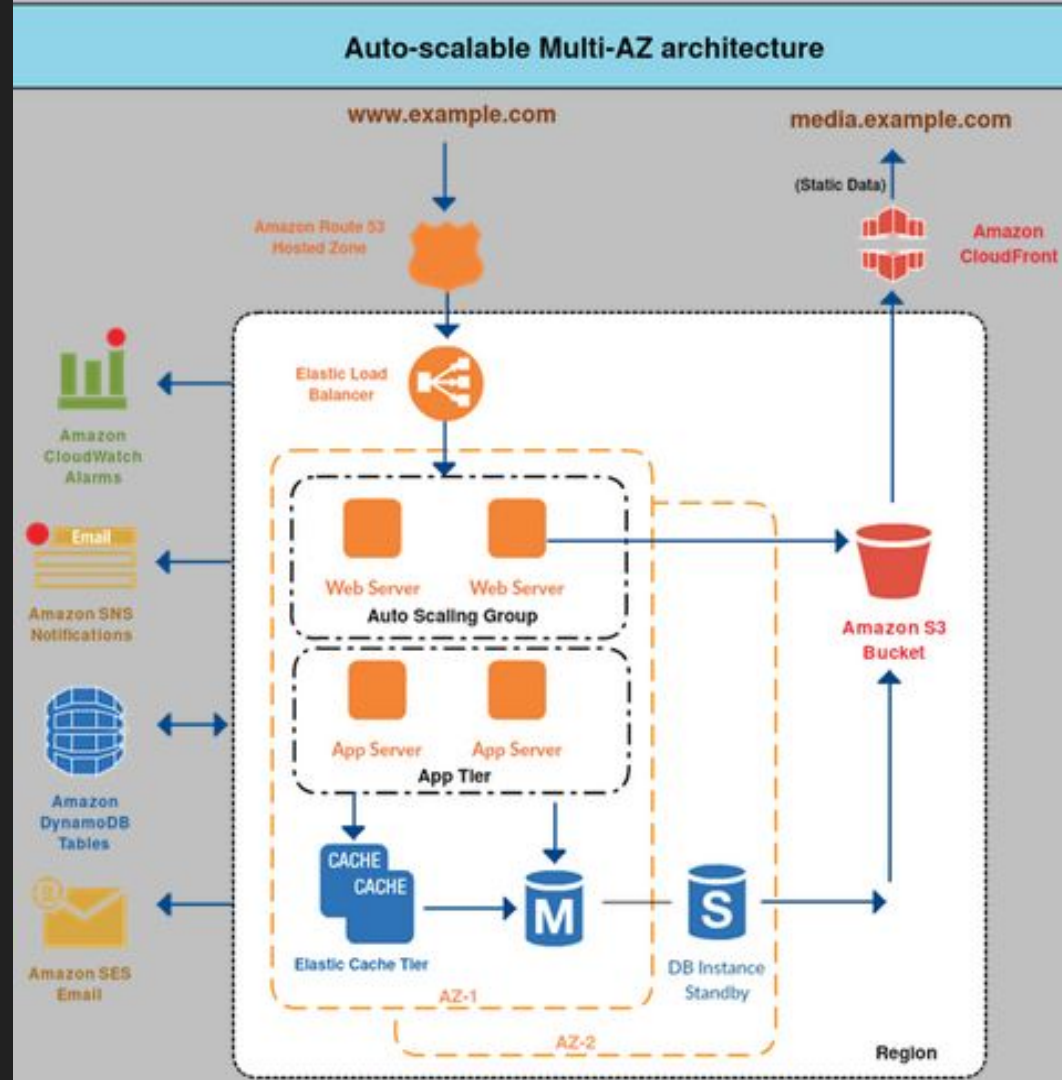 Auto-scalable Multi-AZ architecture
www.example.com
media.example.com
(Static Data)
Amazon Route 53
Hosted Zone
Amazon
CloudFront
Elastic Load
Balancer
Amazon
CloudWatch
Alarms
Email
Web Server
Web Server
Auto Scaling Group
Amazon SNS
Notifications
Amazon S3
Bucket
App Server
App Server
App Tier
Amazon
DynamoDB
Tables
CACHE
CACHE
M
S
Elastic Cache Tier
DB Instance
Standby
Amazon SES
Email
AZ-1
AZ-2
Region